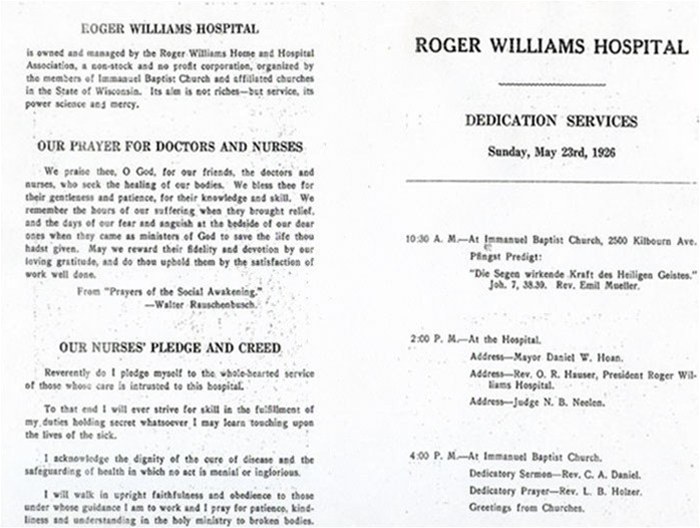 ROGER WILLIAMS HOSPITAL
is owned and managed by the Roger Williams Home and Hospital
Association, a non-stock and no profit corporation, organized by
the members of Immanuel Baptist Church and affiliated churches
in the State of Wisconsin. Its aim is not riches—but service, its
power science and mercy.
OUR PRAYER FOR DOCTORS AND NURSES
We praise thee, O God, for our friends, the doctors and
nurses, who seek the healing of our bodies. We bless thee for
their gentleness and patience, for their knowledge and skill. We
remember the hours of our suffering when they brought relief,
and the days of our fear and anguish at the bedside of our dear
ones when they came as ministers of God to save the life thou
hadst given. May we reward their fidelity and devotion by our
loving gratitude, and do thou uphold them by the satisfaction of
work well done.
From "Prayers of the Social Awakening."
—Walter Rauschenbusch.
OUR NURSES' PLEDGE AND CREED
Reverently do I pledge myself to the whole-hearted service
of those whose care is intrusted to this hospital.
To that end I will ever strive for skill in the fulfillment of
my duties holding secret whatsoever I may learn touching upon
the lives of the sick.
I acknowledge the dignity of the cure of disease and the
safeguarding of health in which no act is menial or inglorious.
I will walk in upright faithfulness and obedience to those
under whose guidance I am to work and I pray for patience, kind-
liness and understanding in the holy ministry to broken bodies.
ROGER WILLIAMS HOSPITAL
DEDICATION SERVICES
Sunday, May 23rd, 1926
10:30 A. M.—At Immanuel Baptist Church, 2500 Kilbourn Ave.
Pfingst Predigt:
"Die Segen wirkende Kraft des Heiligen Geistes."
Joh. 7, 38.39. Rev. Emil Mueller.
2:00 P. M.—At the Hospital.
Address—Mayor Daniel W. Hoan.
Address—Rev. O. R. Hauser, President Roger Wil-
liams Hospital.
Address—Judge N. B. Neelen.
4:00 P. M.—At Immanuel Baptist Church.
Dedicatory Sermon—Rev. C. A. Daniel.
Dedicatory Prayer—Rev. L. B. Holzer.
Greetings from Churches.